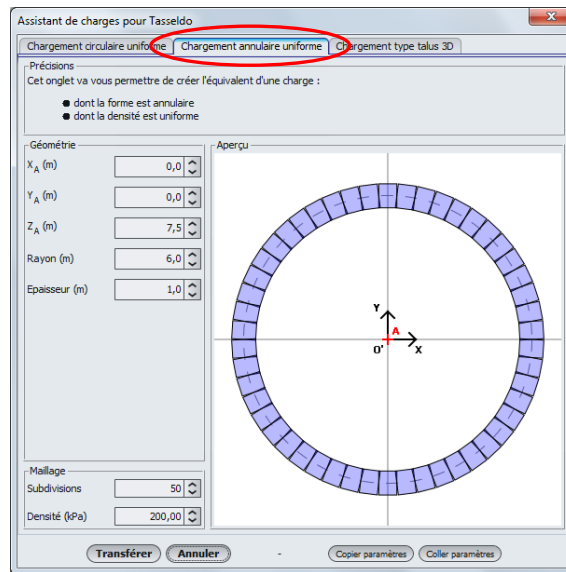 Assistant de charges pour Tasseldo
x
Chargement circulaire uniforme Chargement annulaire uniforme Chargement type talus 3D
Précisions
Cet onglet va vous permettre de créer l'équivalent d'une charge :
dont la forme est annulaire
dont la densité est uniforme
Géométrie
Aperçu
X A (m) 0,0
Y A (m) 0,0
Z A (m) 7,5
Rayon (m) 6,0
Epaisseur (m) 1,0
Y
A
O' X
Maillage
Subdivisions 50
Densité (kPa) 200,00
Transférer Annuler - Copier paramètres Coller paramètres